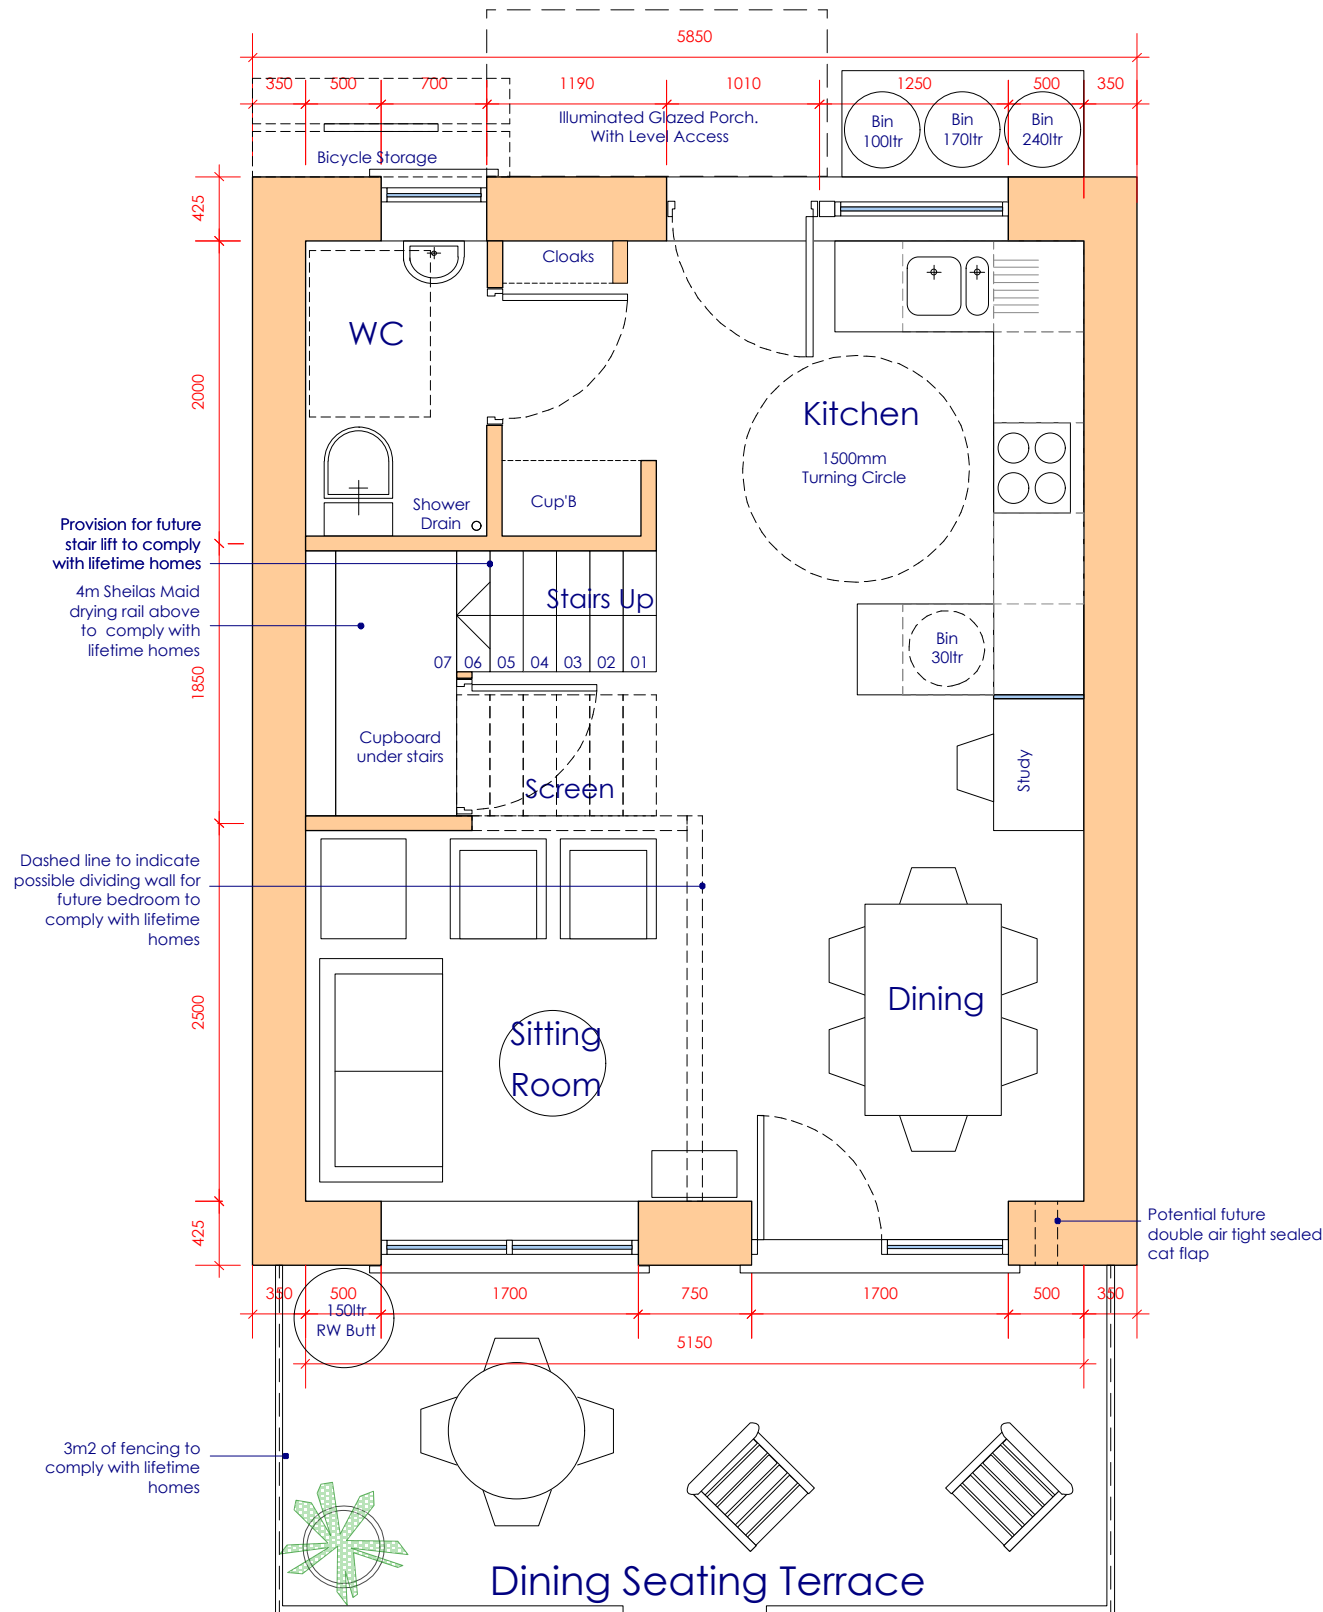 5850
350 500 700 1190 1010 1250 500 350
Illuminated Glazed Porch.
With Level Access
Bin
100ltr
Bin
170ltr
Bin
240ltr
Bicycle Storage
425
Cloaks
WC
2000
Kitchen
1500mm
Turning Circle
Shower
Drain
Cup'B
Provision for future
stair lift to comply
with lifetime homes
4m Sheilas Maid
drying rail above
to comply with
lifetime homes
Stairs Up
07 06 05 04 03 02 01
Bin
30ltr
1850
Cupboard
under stairs
Screen
Study
Dashed line to indicate
possible dividing wall for
future bedroom to
comply with lifetime
homes
2500
Dining
Sitting
Room
425
Potential future
double air tight sealed
cat flap
350 500 1700 750 1700 500 350
150ltr
RW Butt
5150
3m2 of fencing to
comply with lifetime
homes
Dining Seating Terrace